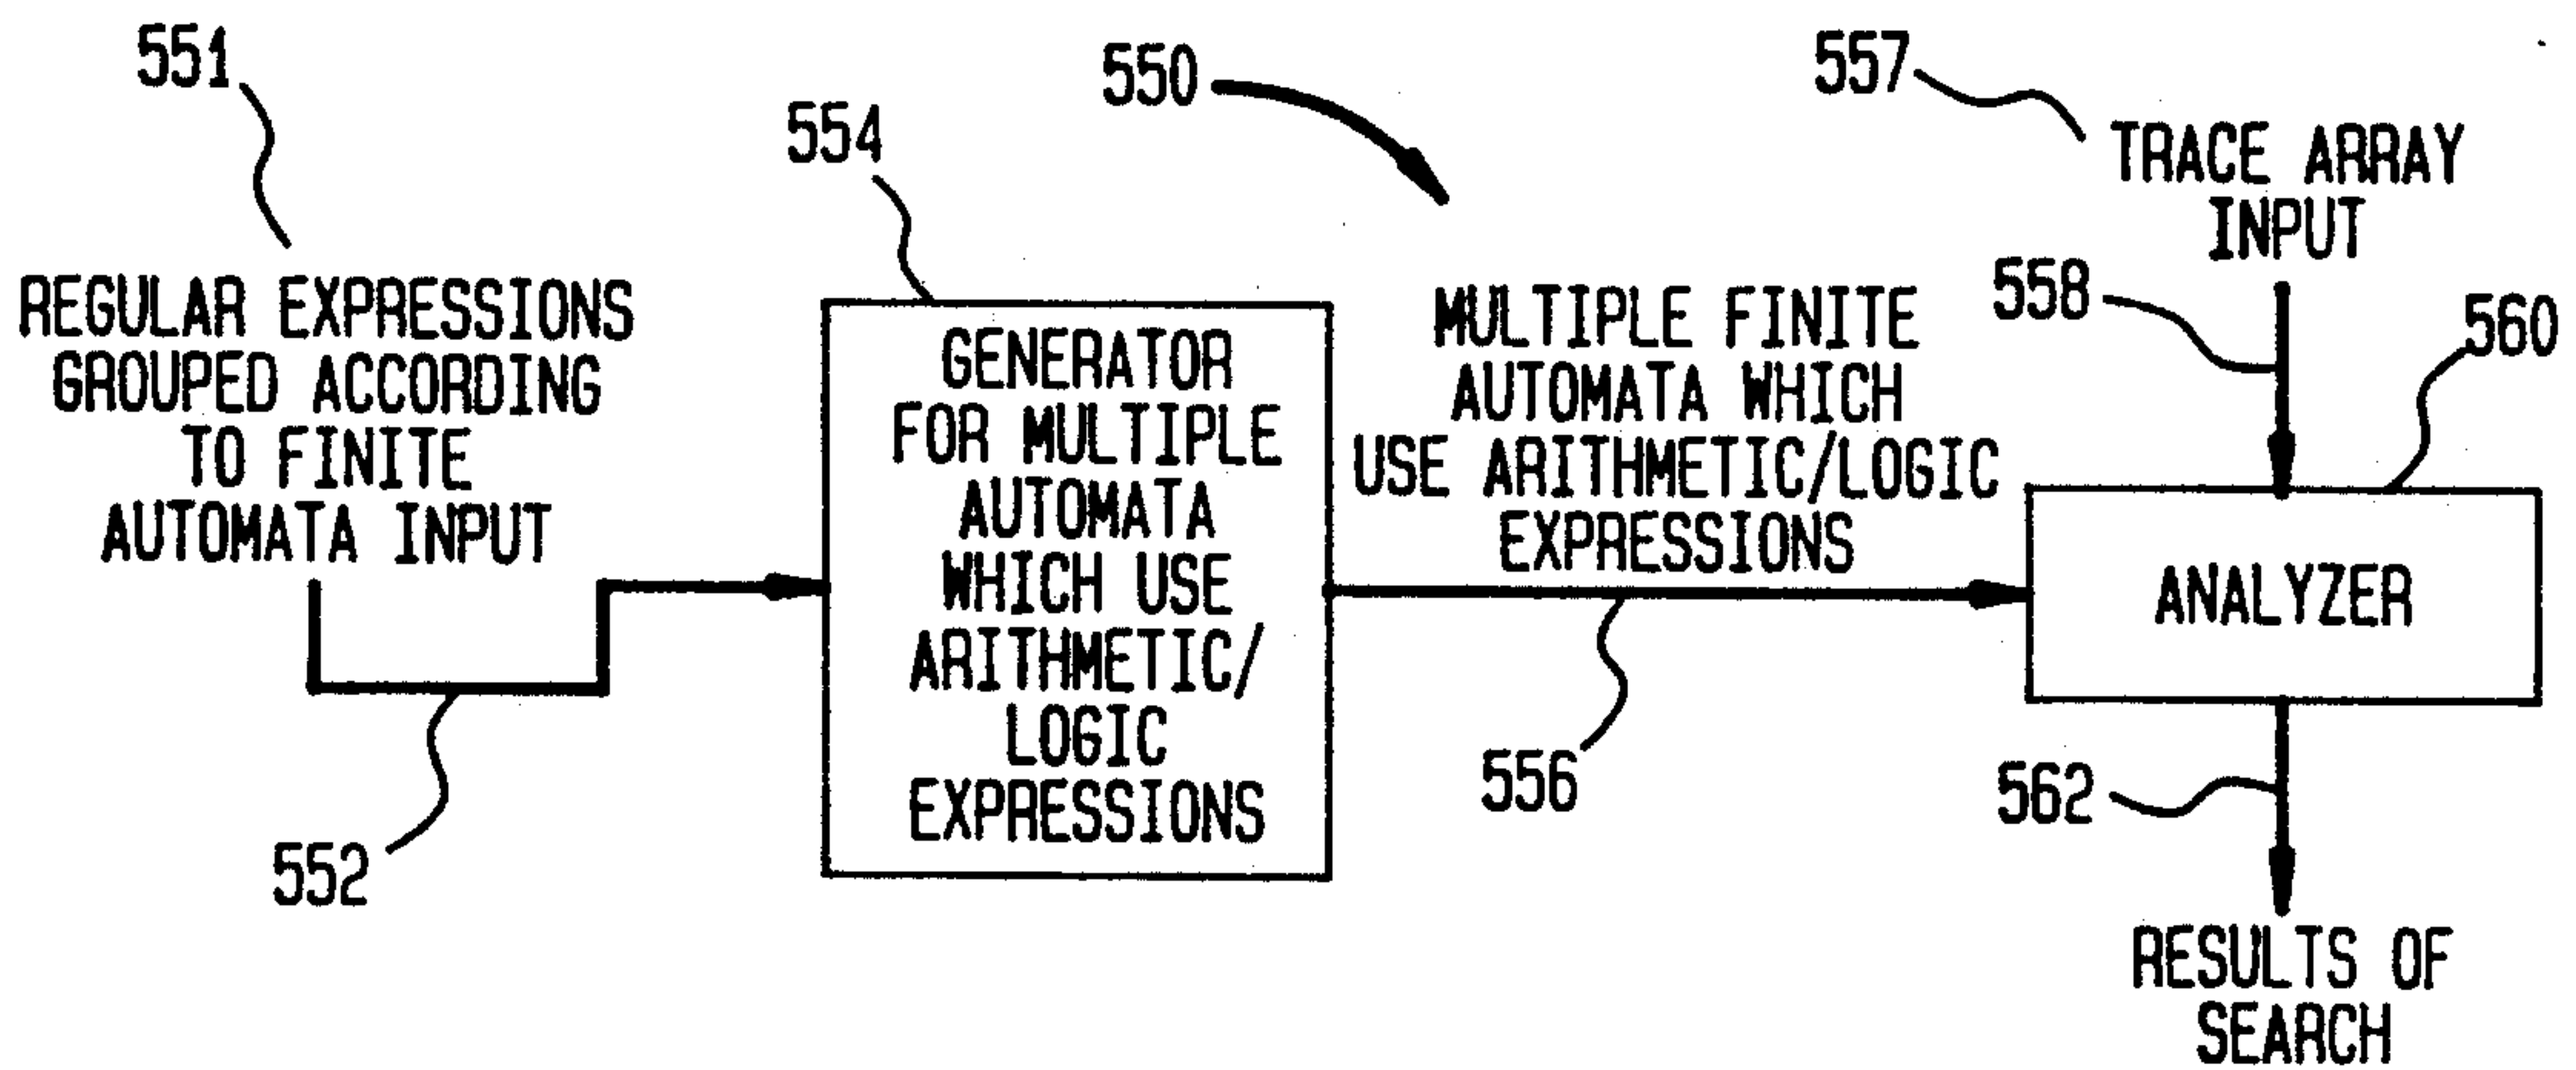 551
REGULAR EXPRESSIONS
GROUPED ACCORDING
TO FINITE
AUTOMATA INPUT
552
554
GENERATOR
FOR MULTIPLE
AUTOMATA
WHICH USE
ARITHMETIC/
LOGIC
EXPRESSIONS
550
MULTIPLE FINITE
AUTOMATA WHICH
USE ARITHMETIC/LOGIC
EXPRESSIONS
556
557
TRACE ARRAY
INPUT
558
560
ANALYZER
562
RESULTS OF
SEARCH